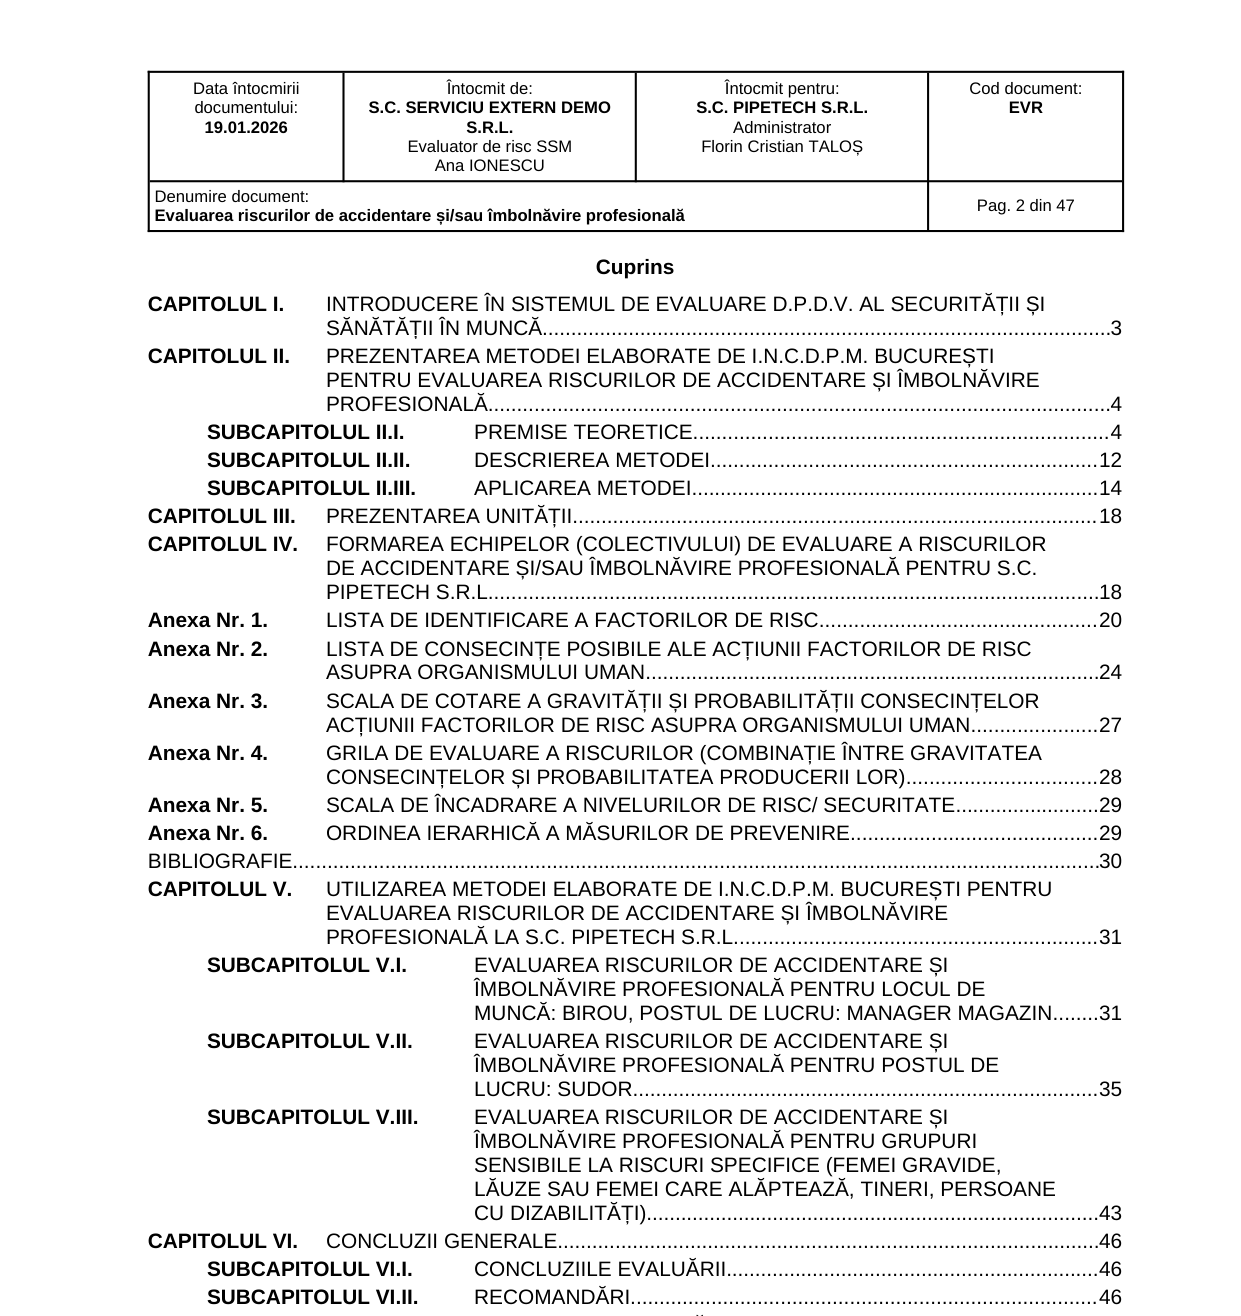 Data întocmirii
documentului:
19.01.2026
Întocmit de:
S.C. SERVICIU EXTERN DEMO
S.R.L.
Evaluator de risc SSM
Ana IONESCU
Întocmit pentru:
S.C. PIPETECH S.R.L.
Administrator
Florin Cristian TALOȘ
Cod document:
EVR
Denumire document:
Evaluarea riscurilor de accidentare și/sau îmbolnăvire profesională
Pag. 2 din 47
Cuprins
CAPITOLUL I. INTRODUCERE ÎN SISTEMUL DE EVALUARE D.P.D.V. AL SECURITĂȚII ȘI
SĂNĂTĂȚII ÎN MUNCĂ............................................................3
CAPITOLUL II. PREZENTAREA METODEI ELABORATE DE I.N.C.D.P.M. BUCUREȘTI
PENTRU EVALUAREA RISCURILOR DE ACCIDENTARE ȘI ÎMBOLNĂVIRE
PROFESIONALĂ............................................................4
SUBCAPITOLUL II.I. PREMISE TEORETICE............................................................4
SUBCAPITOLUL II.II. DESCRIEREA METODEI............................................................12
SUBCAPITOLUL II.III. APLICAREA METODEI............................................................14
CAPITOLUL III. PREZENTAREA UNITĂȚII............................................................18
CAPITOLUL IV. FORMAREA ECHIPELOR (COLECTIVULUI) DE EVALUARE A RISCURILOR
DE ACCIDENTARE ȘI/SAU ÎMBOLNĂVIRE PROFESIONALĂ PENTRU S.C.
PIPETECH S.R.L............................................................18
Anexa Nr. 1. LISTA DE IDENTIFICARE A FACTORILOR DE RISC........................................20
Anexa Nr. 2. LISTA DE CONSECINȚE POSIBILE ALE ACȚIUNII FACTORILOR DE RISC
ASUPRA ORGANISMULUI UMAN............................................................24
Anexa Nr. 3. SCALA DE COTARE A GRAVITĂȚII ȘI PROBABILITĂȚII CONSECINȚELOR
ACȚIUNII FACTORILOR DE RISC ASUPRA ORGANISMULUI UMAN....................27
Anexa Nr. 4. GRILA DE EVALUARE A RISCURILOR (COMBINAȚIE ÎNTRE GRAVITATEA
CONSECINȚELOR ȘI PROBABILITATEA PRODUCERII LOR)............................28
Anexa Nr. 5. SCALA DE ÎNCADRARE A NIVELURILOR DE RISC/ SECURITATE....................29
Anexa Nr. 6. ORDINEA IERARHICĂ A MĂSURILOR DE PREVENIRE....................................29
BIBLIOGRAFIE............................................................30
CAPITOLUL V. UTILIZAREA METODEI ELABORATE DE I.N.C.D.P.M. BUCUREȘTI PENTRU
EVALUAREA RISCURILOR DE ACCIDENTARE ȘI ÎMBOLNĂVIRE
PROFESIONALĂ LA S.C. PIPETECH S.R.L............................................................31
SUBCAPITOLUL V.I. EVALUAREA RISCURILOR DE ACCIDENTARE ȘI
ÎMBOLNĂVIRE PROFESIONALĂ PENTRU LOCUL DE
MUNCĂ: BIROU, POSTUL DE LUCRU: MANAGER MAGAZIN.......31
SUBCAPITOLUL V.II. EVALUAREA RISCURILOR DE ACCIDENTARE ȘI
ÎMBOLNĂVIRE PROFESIONALĂ PENTRU POSTUL DE
LUCRU: SUDOR............................................................35
SUBCAPITOLUL V.III. EVALUAREA RISCURILOR DE ACCIDENTARE ȘI
ÎMBOLNĂVIRE PROFESIONALĂ PENTRU GRUPURI
SENSIBILE LA RISCURI SPECIFICE (FEMEI GRAVIDE,
LĂUZE SAU FEMEI CARE ALĂPTEAZĂ, TINERI, PERSOANE
CU DIZABILITĂȚI)............................................................43
CAPITOLUL VI. CONCLUZII GENERALE............................................................46
SUBCAPITOLUL VI.I. CONCLUZIILE EVALUĂRII............................................................46
SUBCAPITOLUL VI.II. RECOMANDĂRI............................................................46